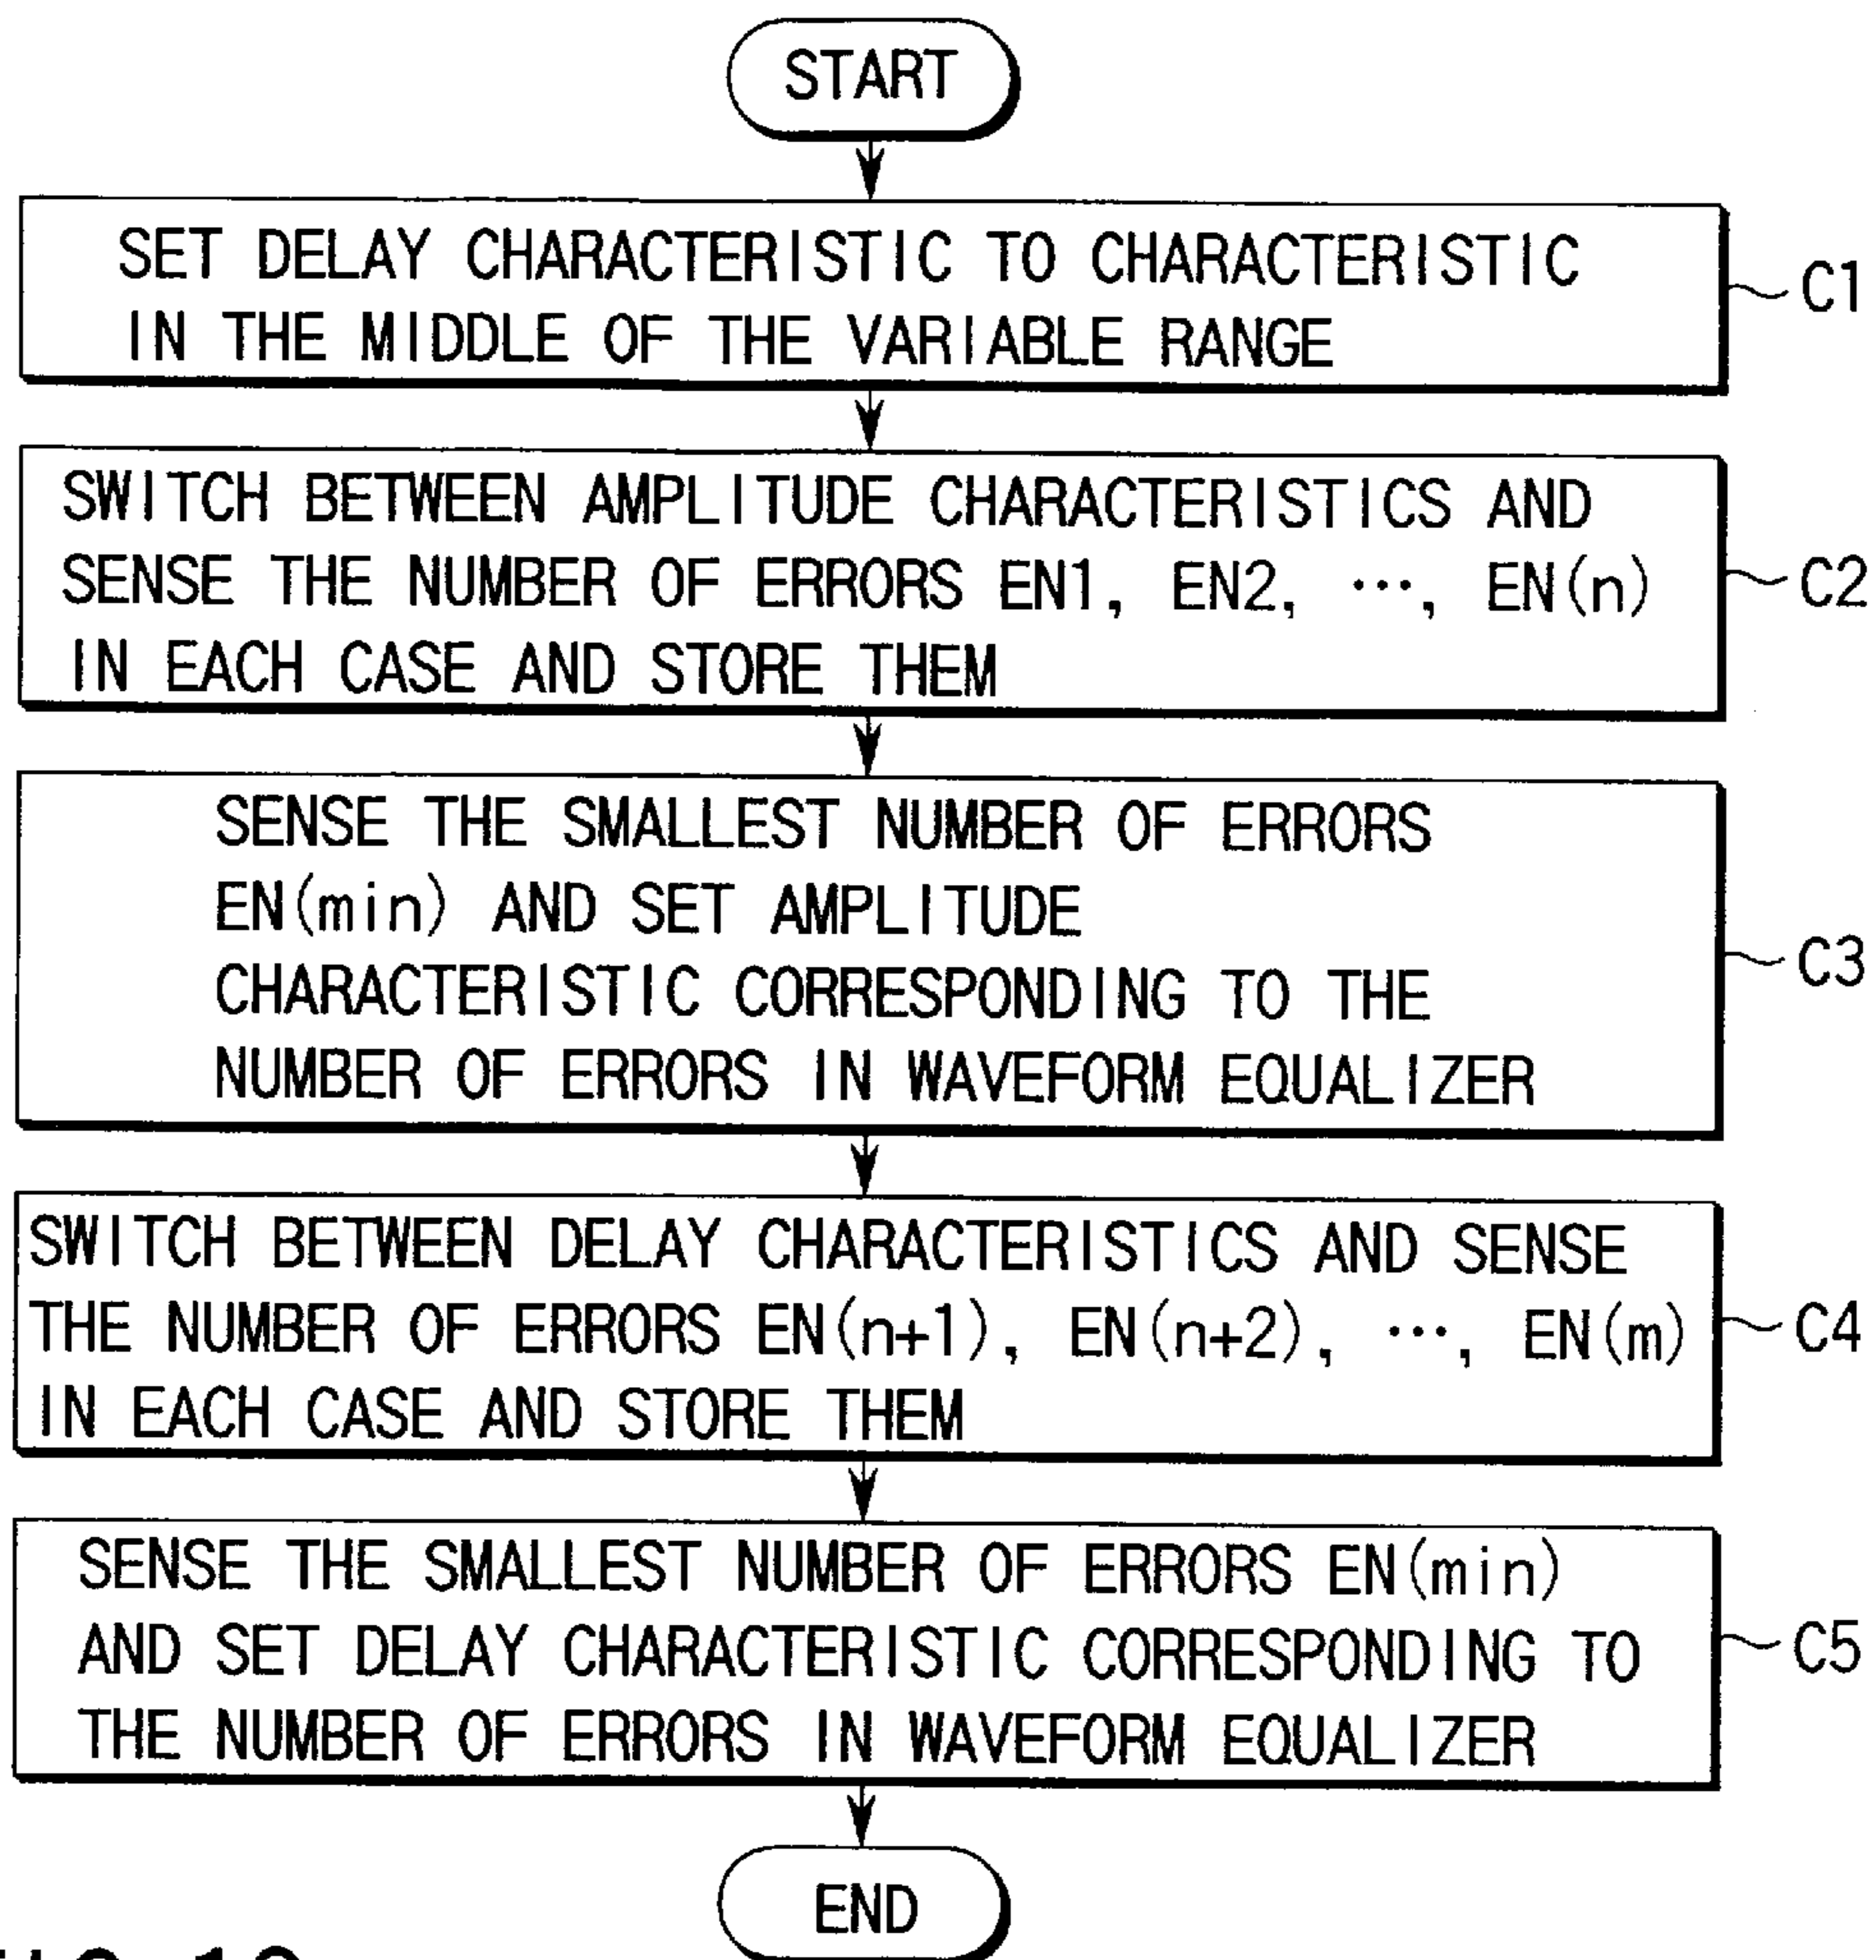 START
SET DELAY CHARACTERISTIC TO CHARACTERISTIC
IN THE MIDDLE OF THE VARIABLE RANGE
C1
SWITCH BETWEEN AMPLITUDE CHARACTERISTICS AND
SENSE THE NUMBER OF ERRORS EN1, EN2, ···, EN(n)
IN EACH CASE AND STORE THEM
C2
SENSE THE SMALLEST NUMBER OF ERRORS
EN(min) AND SET AMPLITUDE
CHARACTERISTIC CORRESPONDING TO THE
NUMBER OF ERRORS IN WAVEFORM EQUALIZER
C3
SWITCH BETWEEN DELAY CHARACTERISTICS AND SENSE
THE NUMBER OF ERRORS EN(n+1), EN(n+2), ···, EN(m)
IN EACH CASE AND STORE THEM
C4
SENSE THE SMALLEST NUMBER OF ERRORS EN(min)
AND SET DELAY CHARACTERISTIC CORRESPONDING TO
THE NUMBER OF ERRORS IN WAVEFORM EQUALIZER
C5
END